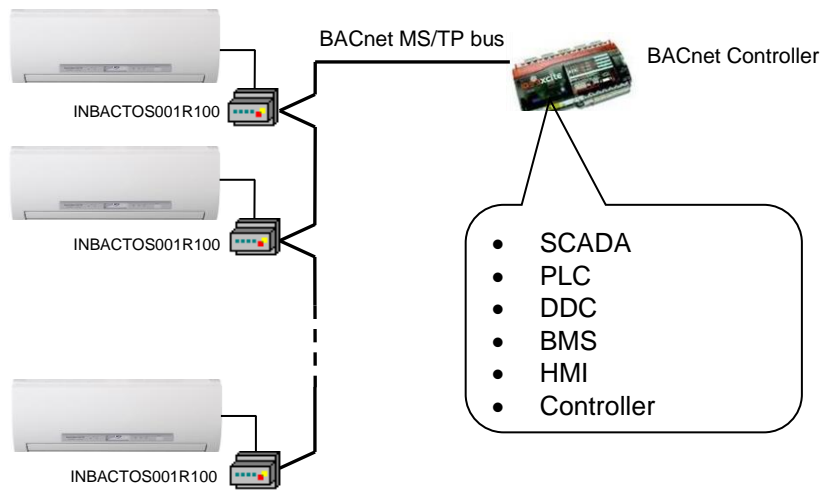 BACnet MS/TP bus
BACnet Controller
INBACTOS001R100
INBACTOS001R100
• SCADA
• PLC
• DDC
• BMS
• HMI
• Controller
INBACTOS001R100